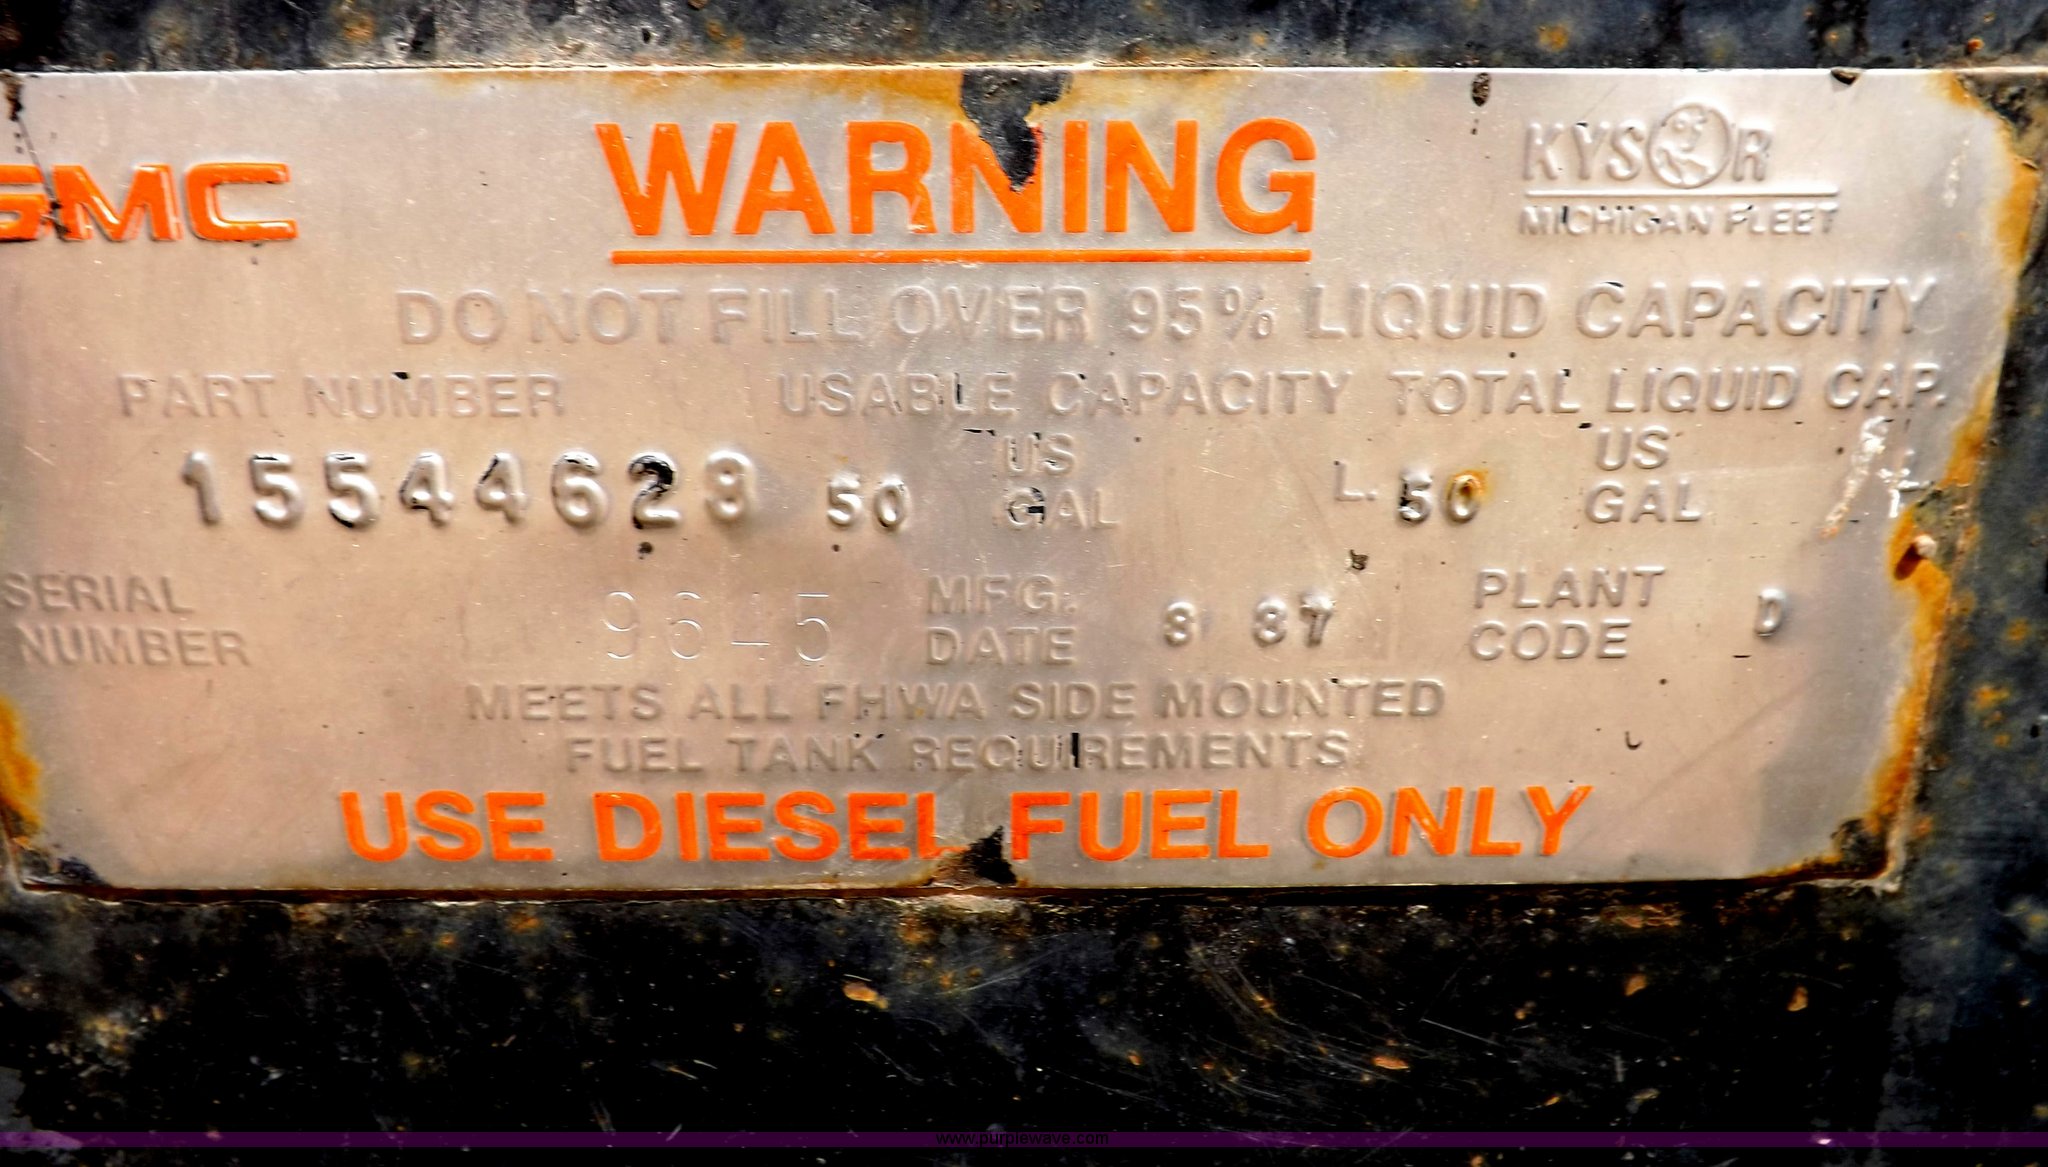 GMC
WARNING
KYSOR
MICHIGAN FLEET
DO NOT FILL OVER 95% LIQUID CAPACITY
PART NUMBER USABLE CAPACITY TOTAL LIQUID CAP.
15544623 50 US GAL L. 50 US GAL L
SERIAL NUMBER 9645 MFG. DATE 8 87 PLANT CODE D
MEETS ALL FHWA SIDE MOUNTED
FUEL TANK REQUIREMENTS
USE DIESEL FUEL ONLY
www.purplewave.com